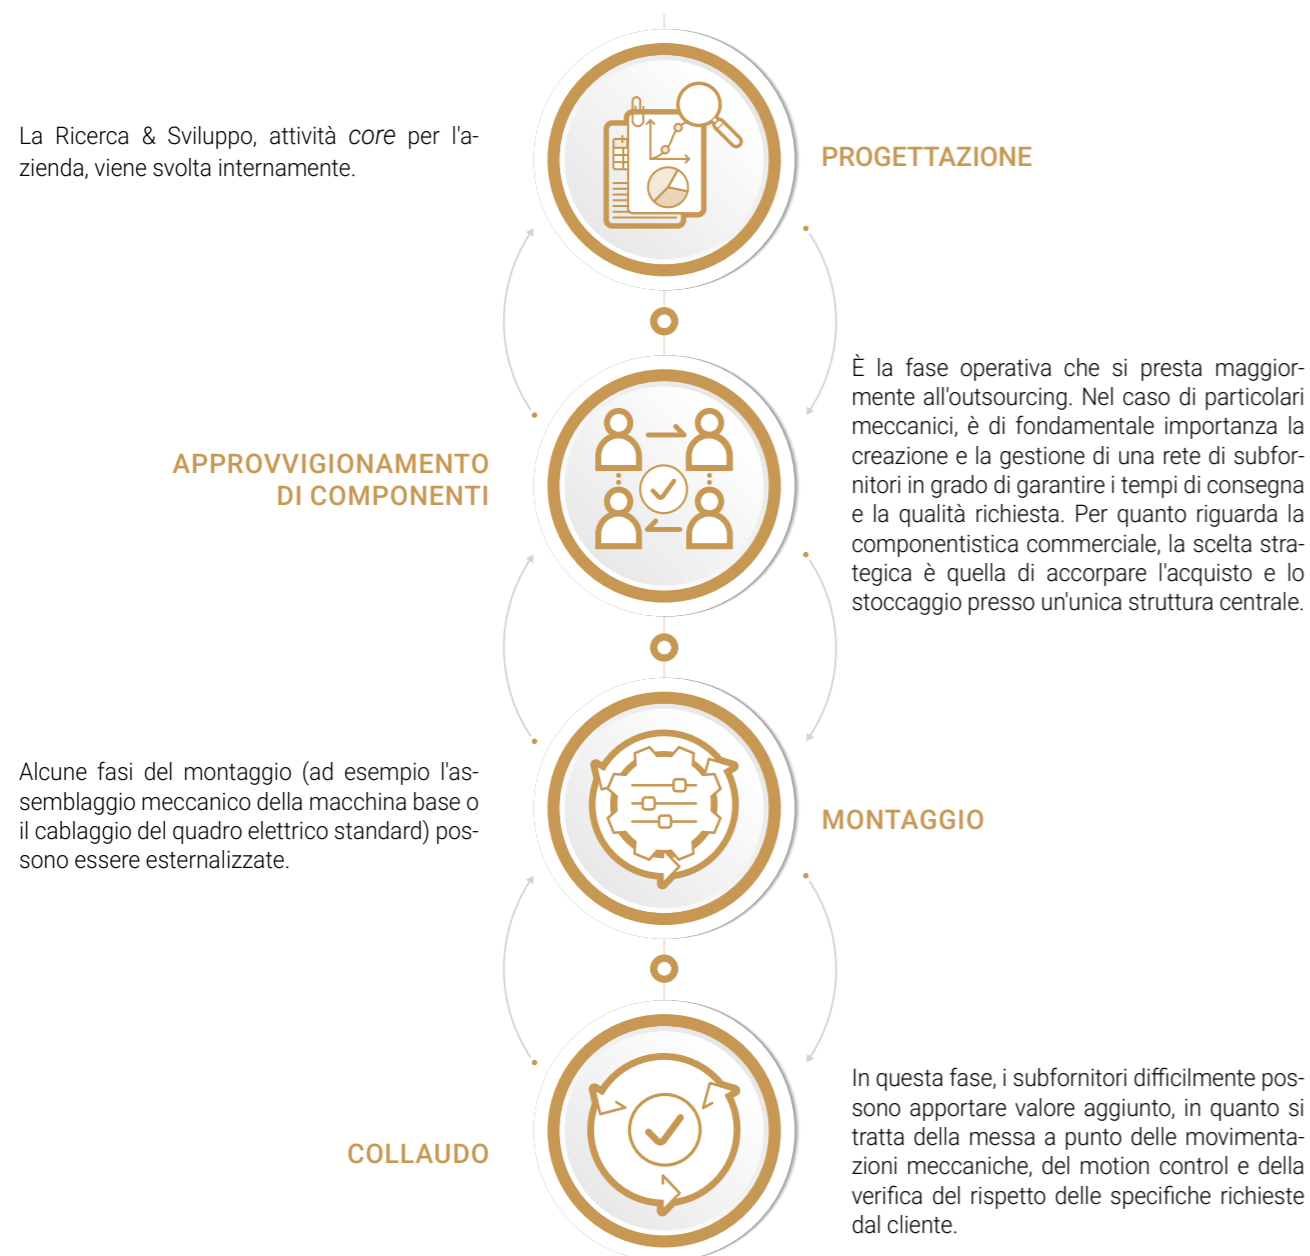 La Ricerca & Sviluppo, attività core per l'a-
zienda, viene svolta internamente.
PROGETTAZIONE
APPROVVIGIONAMENTO
DI COMPONENTI
È la fase operativa che si presta maggior-
mente all'outsourcing. Nel caso di particolari
meccanici, è di fondamentale importanza la
creazione e la gestione di una rete di subfor-
nitori in grado di garantire i tempi di consegna
e la qualità richiesta. Per quanto riguarda la
componentistica commerciale, la scelta stra-
tegica è quella di accorpare l'acquisto e lo
stoccaggio presso un'unica struttura centrale.
Alcune fasi del montaggio (ad esempio l'as-
semblaggio meccanico della macchina base o
il cablaggio del quadro elettrico standard) pos-
sono essere esternalizzate.
MONTAGGIO
COLLAUDO
In questa fase, i subfornitori difficilmente pos-
sono apportare valore aggiunto, in quanto si
tratta della messa a punto delle movimenta-
zioni meccaniche, del motion control e della
verifica del rispetto delle specifiche richieste
dal cliente.